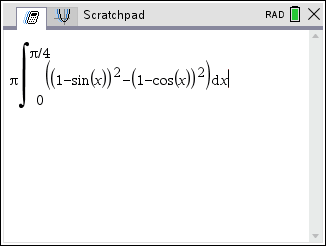 Scratchpad RAD
π∫₀^π/4 ((1−sin(x))²−(1−cos(x))²)dx